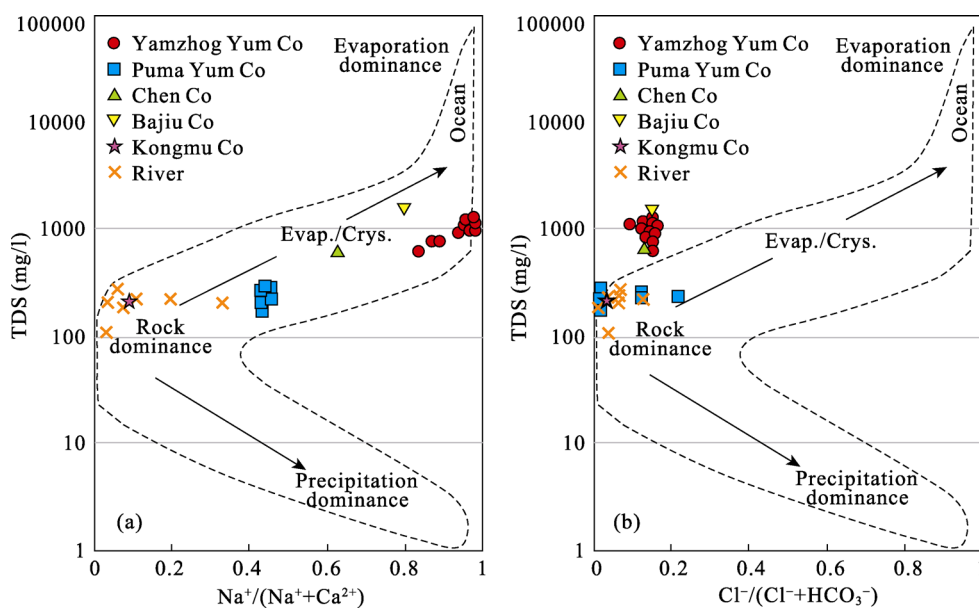 100000
10000
1000
100
10
1
TDS (mg/l)
Yamzhog Yum Co
Puma Yum Co
Chen Co
Bajiu Co
Kongmu Co
River
Evaporation
dominance
Ocean
Evap./Crys.
Rock
dominance
Precipitation
dominance
(a)
0
0.2
0.4
0.6
0.8
1
Na⁺/(Na⁺+Ca²⁺)
100000
10000
1000
100
10
1
TDS (mg/l)
Yamzhog Yum Co
Puma Yum Co
Chen Co
Bajiu Co
Kongmu Co
River
Evaporation
dominance
Ocean
Evap./Crys.
Rock
dominance
Precipitation
dominance
(b)
0
0.2
0.4
0.6
0.8
1
Cl⁻/(Cl⁻+HCO₃⁻)